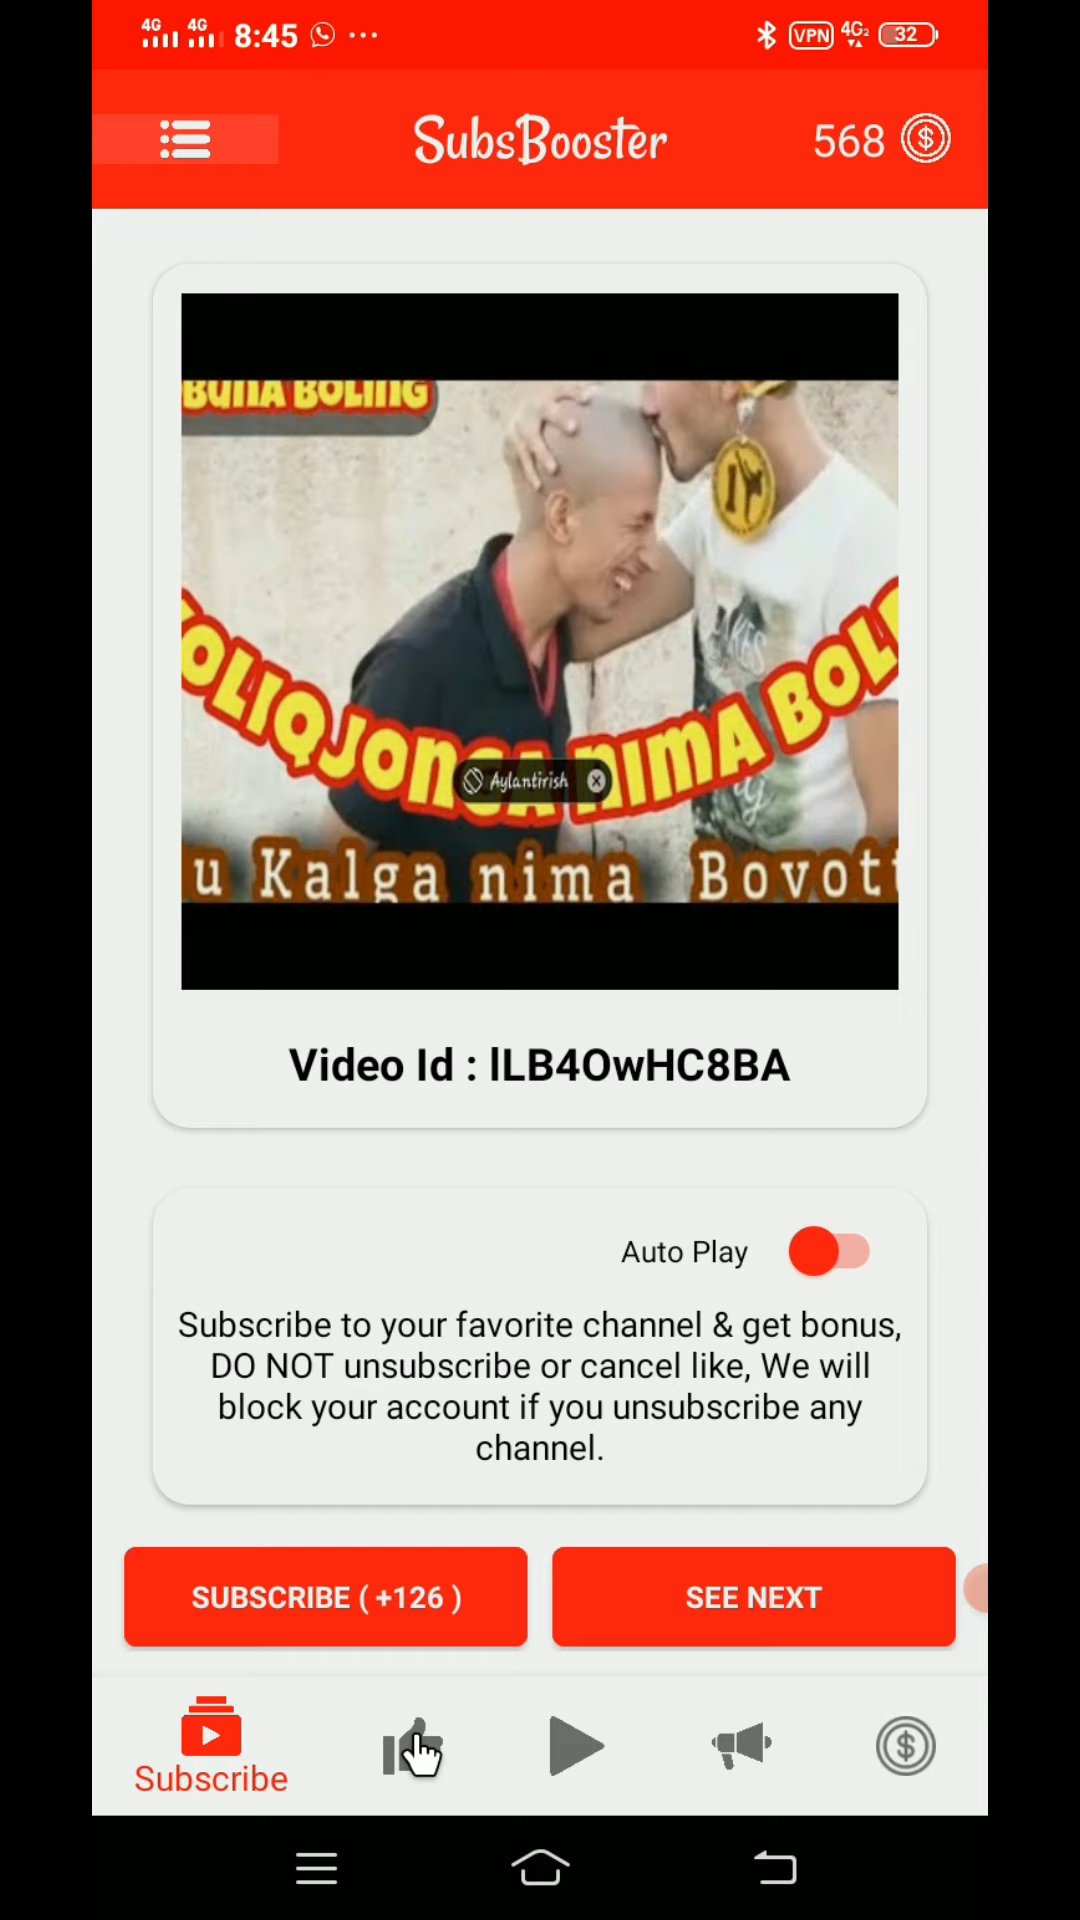 4G 4G 8:45 VPN 4G2 32
SubsBooster 568
BUNA BOLING
OLIQJONGA NIMA BOL
Aylantirish
u Kalga nima Bovott
Video Id : lLB4OwHC8BA
Auto Play
Subscribe to your favorite channel & get bonus,
DO NOT unsubscribe or cancel like, We will
block your account if you unsubscribe any
channel.
SUBSCRIBE ( +126 ) SEE NEXT
Subscribe